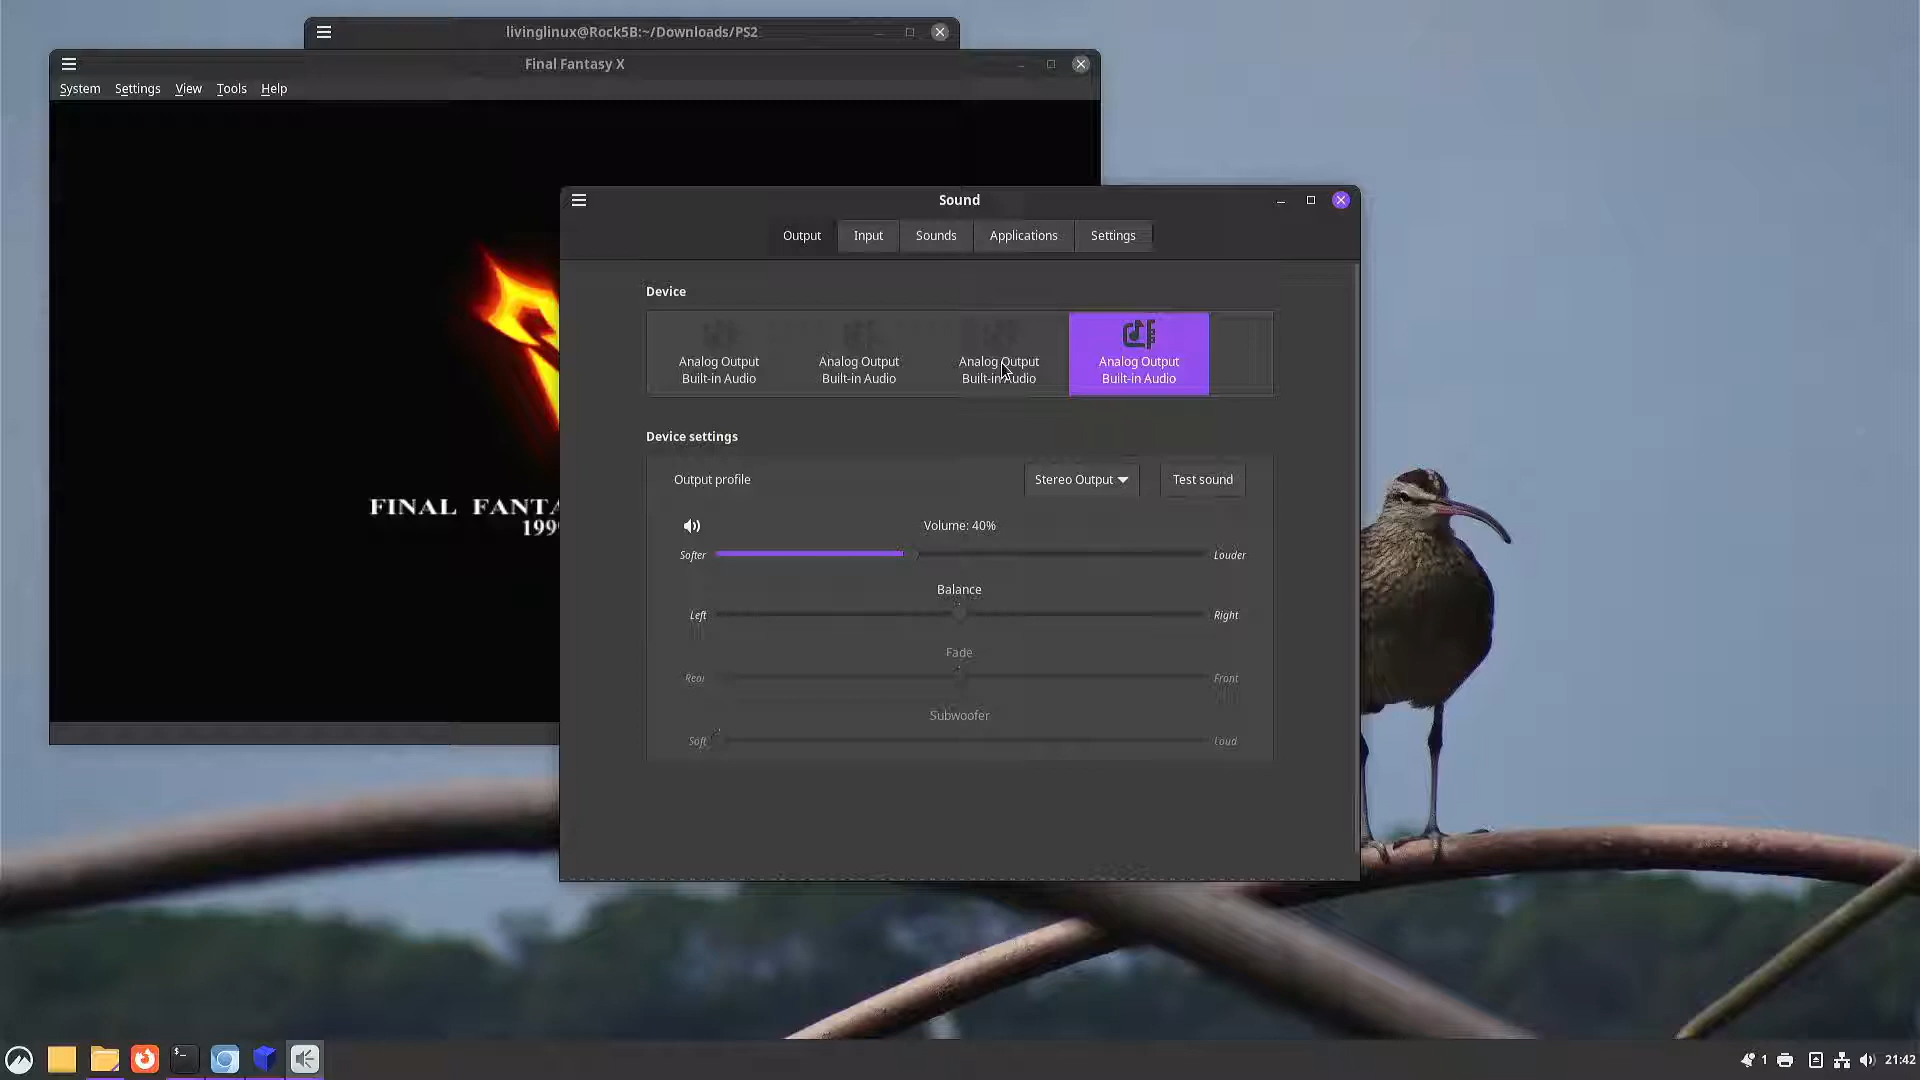 livinglinux@Rock5B:~/Downloads/PS2
Final Fantasy X
System Settings View Tools Help
Sound
Output Input Sounds Applications Settings
Device
Analog Output
Built-in Audio
Analog Output
Built-in Audio
Analog Output
Built-in Audio
Analog Output
Built-in Audio
Device settings
Output profile Stereo Output Test sound
Volume: 40%
Softer Louder
Balance
Left Right
Fade
Rear Front
Subwoofer
Soft Loud
FINAL FANTA
199
1 21:42